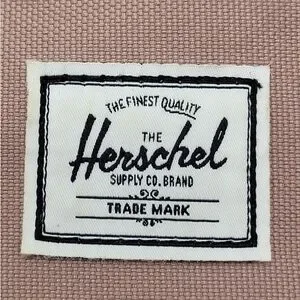 THE FINEST QUALITY
THE
Herschel
SUPPLY CO. BRAND
TRADE MARK